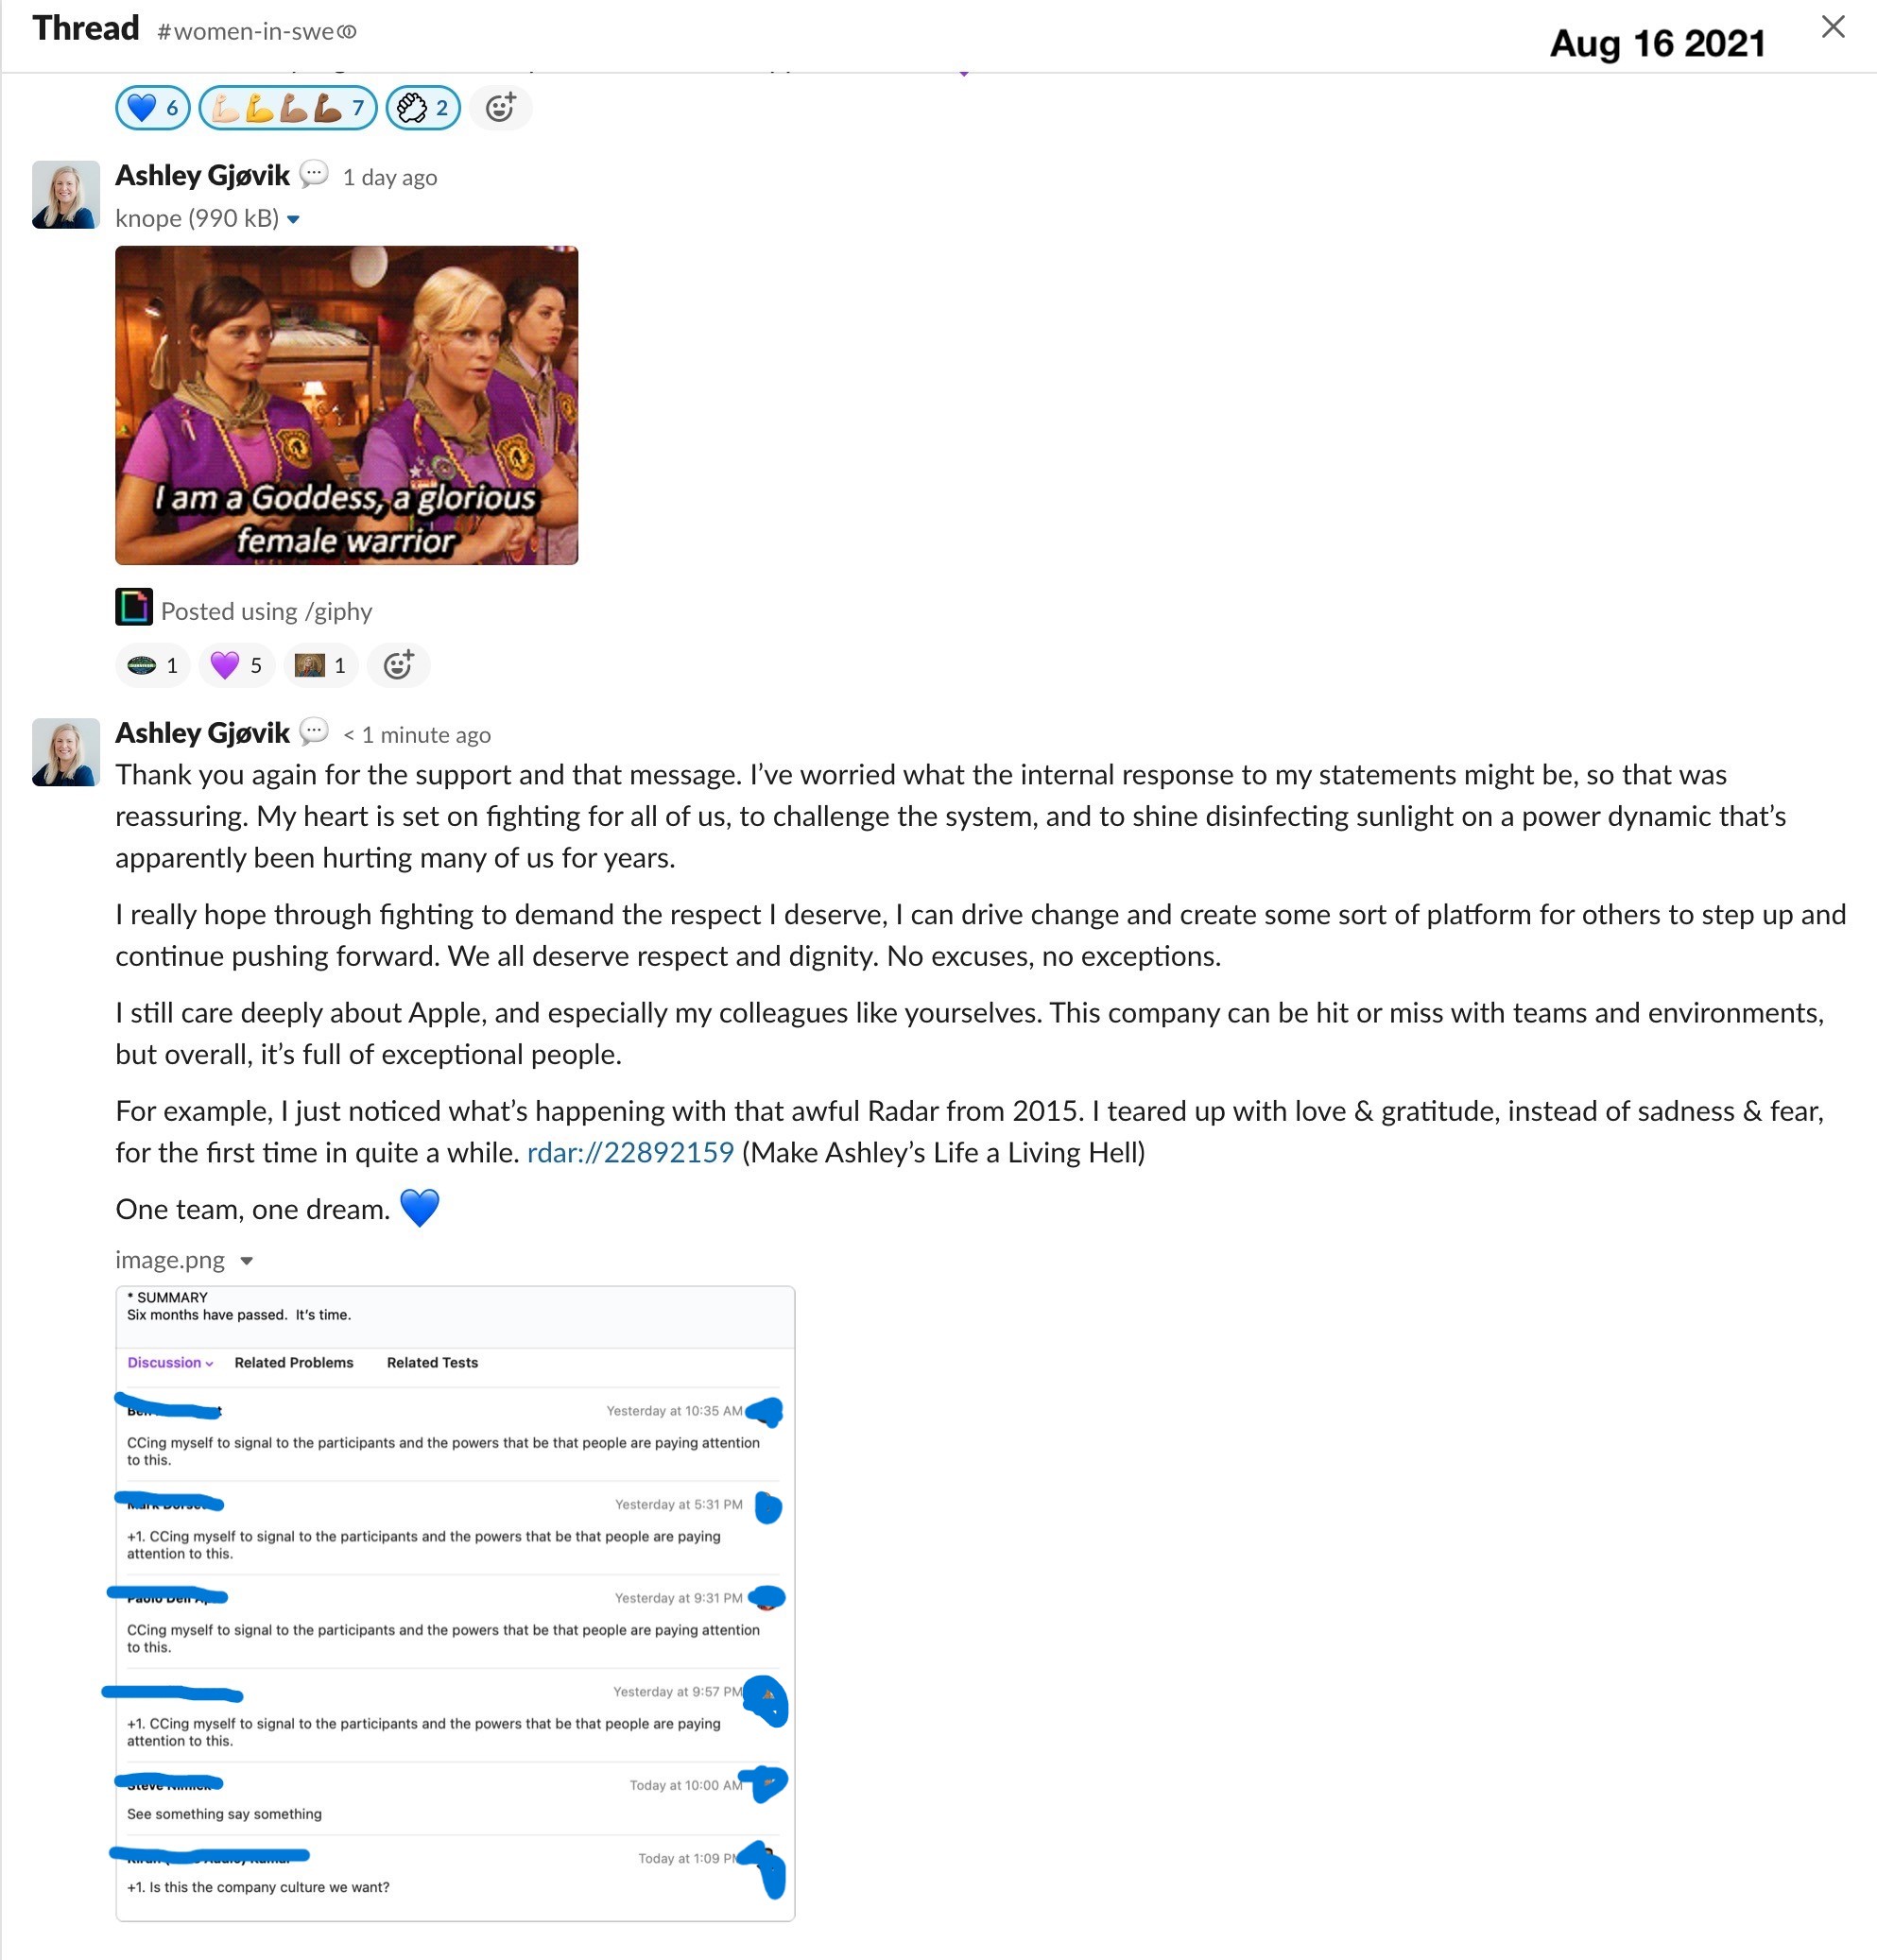 Thread #women-in-swe
Aug 16 2021
6 7 2
Ashley Gjøvik 1 day ago
knope (990 kB)
I am a Goddess, a glorious
female warrior
Posted using /giphy
1 5 1
Ashley Gjøvik < 1 minute ago
Thank you again for the support and that message. I’ve worried what the internal response to my statements might be, so that was
reassuring. My heart is set on fighting for all of us, to challenge the system, and to shine disinfecting sunlight on a power dynamic that’s
apparently been hurting many of us for years.
I really hope through fighting to demand the respect I deserve, I can drive change and create some sort of platform for others to step up and
continue pushing forward. We all deserve respect and dignity. No excuses, no exceptions.
I still care deeply about Apple, and especially my colleagues like yourselves. This company can be hit or miss with teams and environments,
but overall, it’s full of exceptional people.
For example, I just noticed what’s happening with that awful Radar from 2015. I teared up with love & gratitude, instead of sadness & fear,
for the first time in quite a while. rdar://22892159 (Make Ashley’s Life a Living Hell)
One team, one dream.
image.png
* SUMMARY
Six months have passed.  It’s time.
Discussion Related Problems Related Tests
Yesterday at 10:35 AM
CCing myself to signal to the participants and the powers that be that people are paying attention
to this.
Yesterday at 5:31 PM
+1. CCing myself to signal to the participants and the powers that be that people are paying
attention to this.
Yesterday at 9:31 PM
CCing myself to signal to the participants and the powers that be that people are paying attention
to this.
Yesterday at 9:57 PM
+1. CCing myself to signal to the participants and the powers that be that people are paying
attention to this.
Today at 10:00 AM
See something say something
Today at 1:09 PM
+1. Is this the company culture we want?